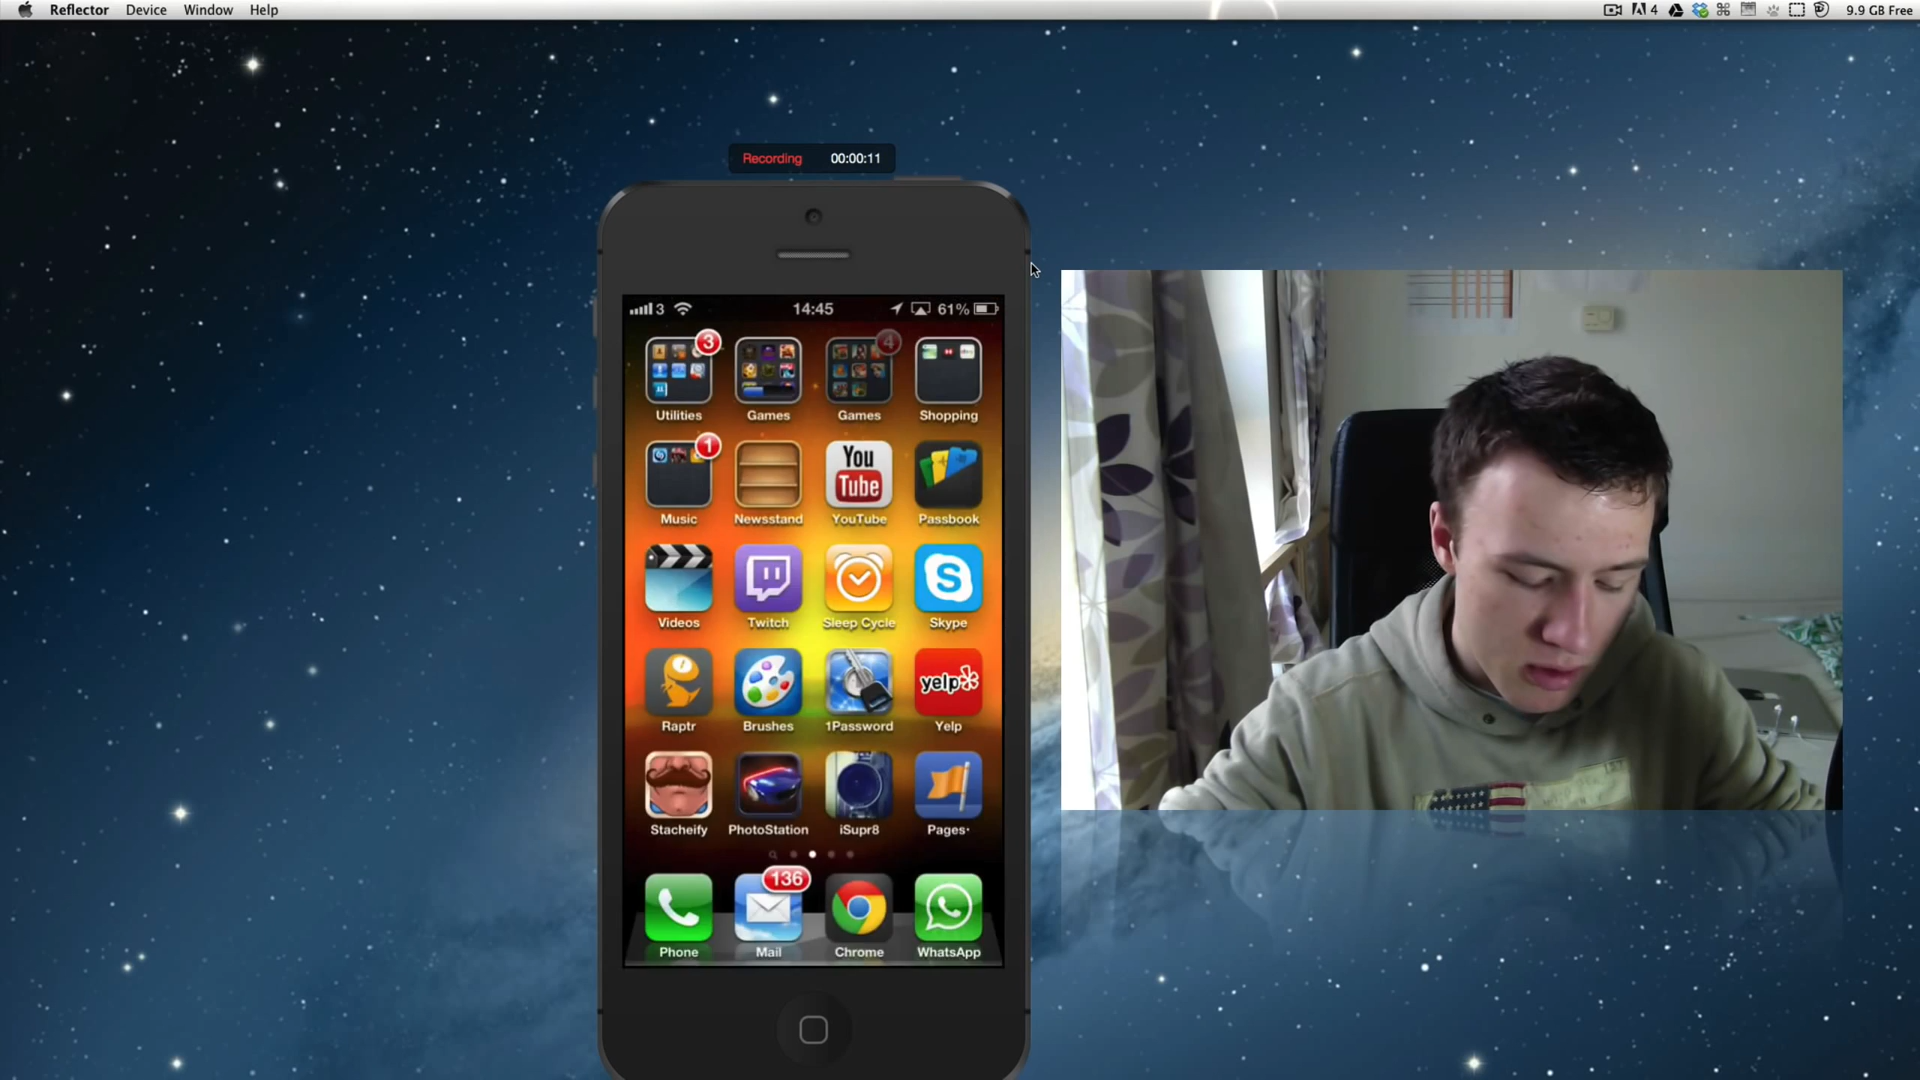 Reflector Device Window Help 4 9.9 GB Free
Recording 00:00:11
3 14:45 61%
3 4
Utilities Games Games Shopping
1
You
Tube
Music Newsstand YouTube Passbook
Videos Twitch Sleep Cycle Skype
yelp
Raptr Brushes 1Password Yelp
Stacheify PhotoStation iSupr8 Pages
136
Phone Mail Chrome WhatsApp